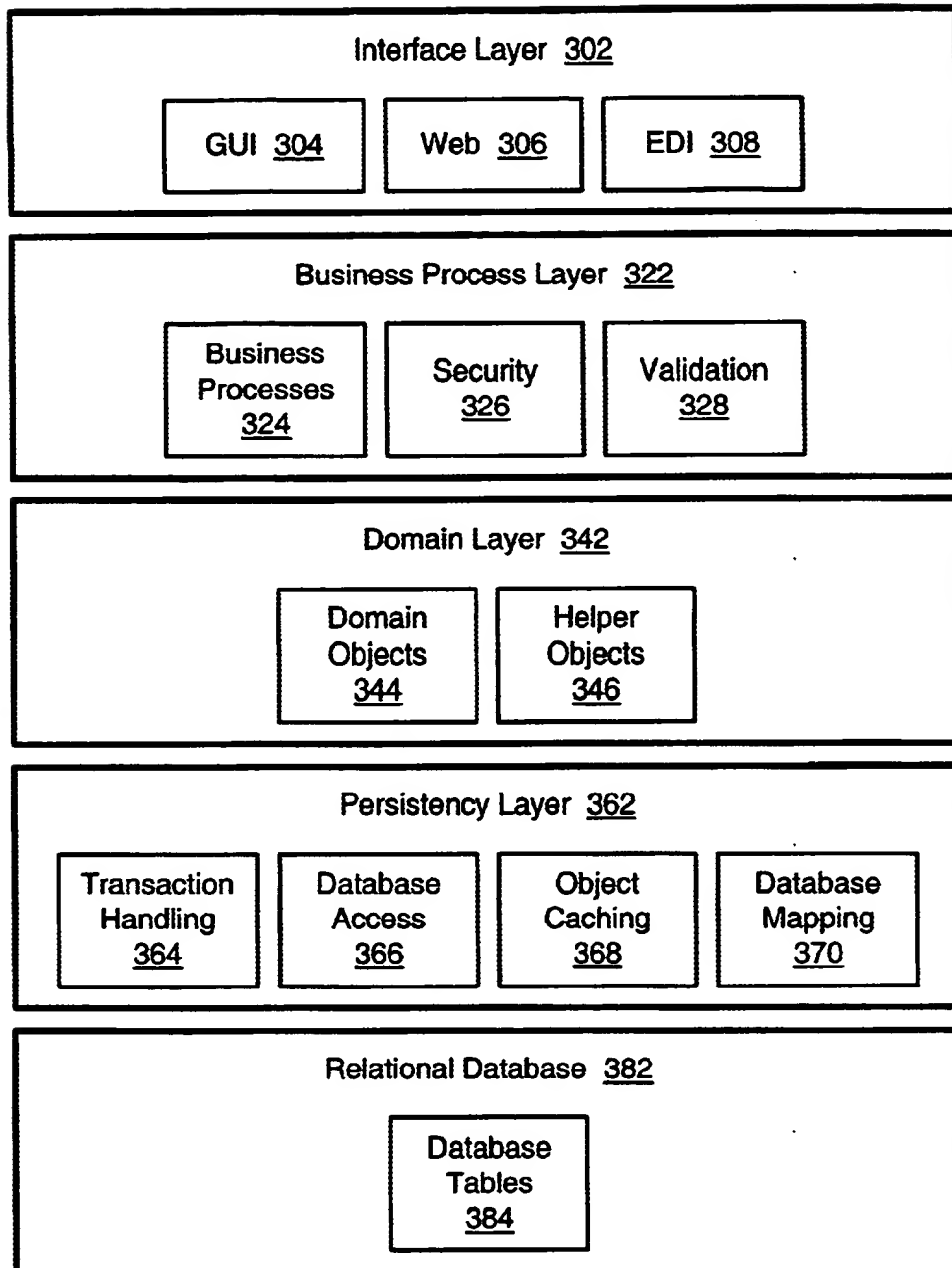 Interface Layer 302
GUI 304 Web 306 EDI 308
Business Process Layer 322
Business
Processes
324
Security
326
Validation
328
Domain Layer 342
Domain
Objects
344
Helper
Objects
346
Persistency Layer 362
Transaction
Handling
364
Database
Access
366
Object
Caching
368
Database
Mapping
370
Relational Database 382
Database
Tables
384